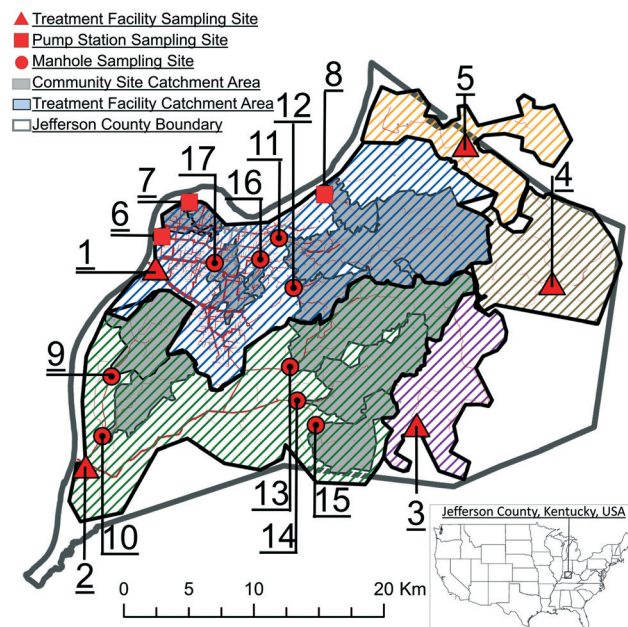 Treatment Facility Sampling Site
Pump Station Sampling Site
Manhole Sampling Site
Community Site Catchment Area
Treatment Facility Catchment Area
Jefferson County Boundary
8
5
12
11
16
17
7
6
1
4
9
10
2
13
14
15
3
Jefferson County, Kentucky, USA
0 5 10 20 Km